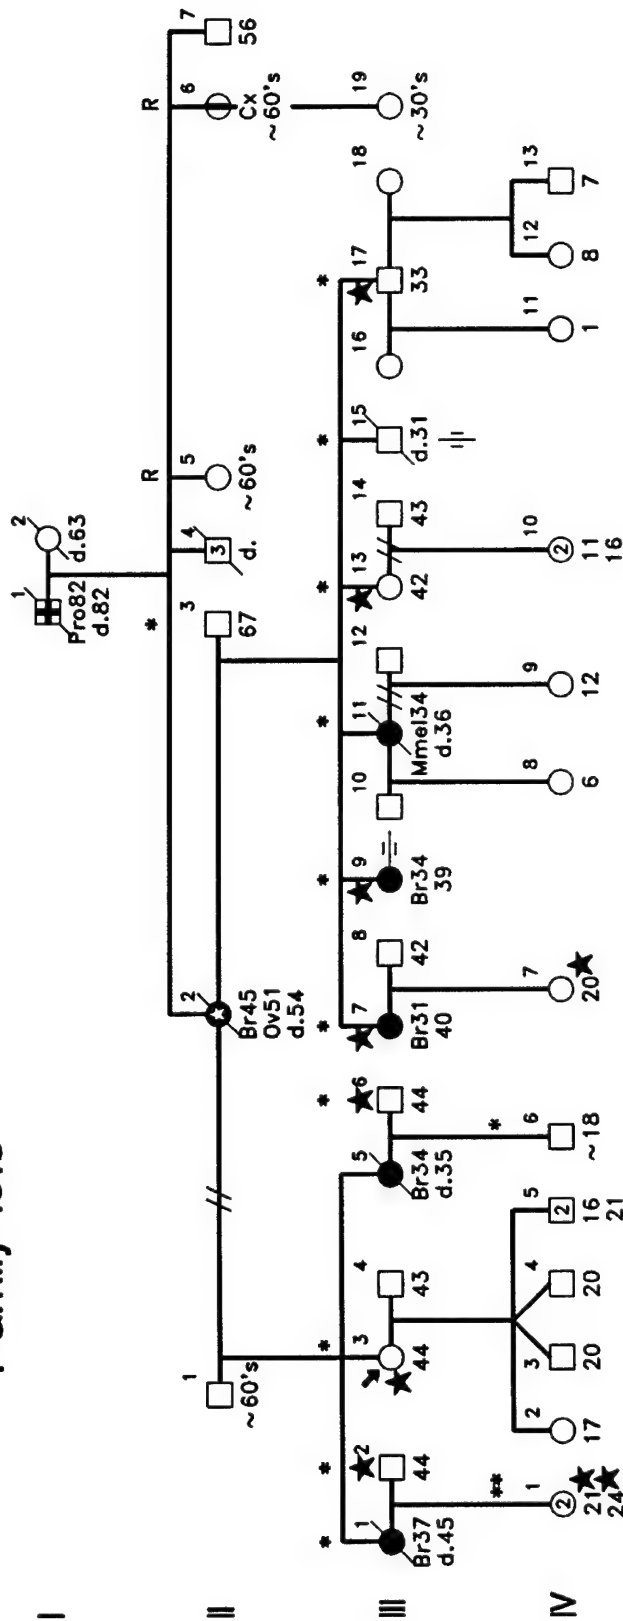 Family
I
1 2
Pro82 d.63
d.82
* R R
II
1 2 3 4 5 6 7
3
~60's Br45 67 d. ~60's Cx 56
Ov51 ~60's
d.54
* * * * * * * * * *
III
1 2 3 4 5 6 7 8 9 10 11 12 13 14 15 16 17 18 19
Br37 44 44 43 Br34 44 Br31 42 Br34 Mmel34 42 43 d.31 33 ~30's
d.45 d.35 40 39 d.36
** *
IV
1 2 3 4 5 6 7 8 9 10 11 12 13
2 2 2
21 17 20 20 16 ~18 20 6 12 11 1 8 7
24 21 16